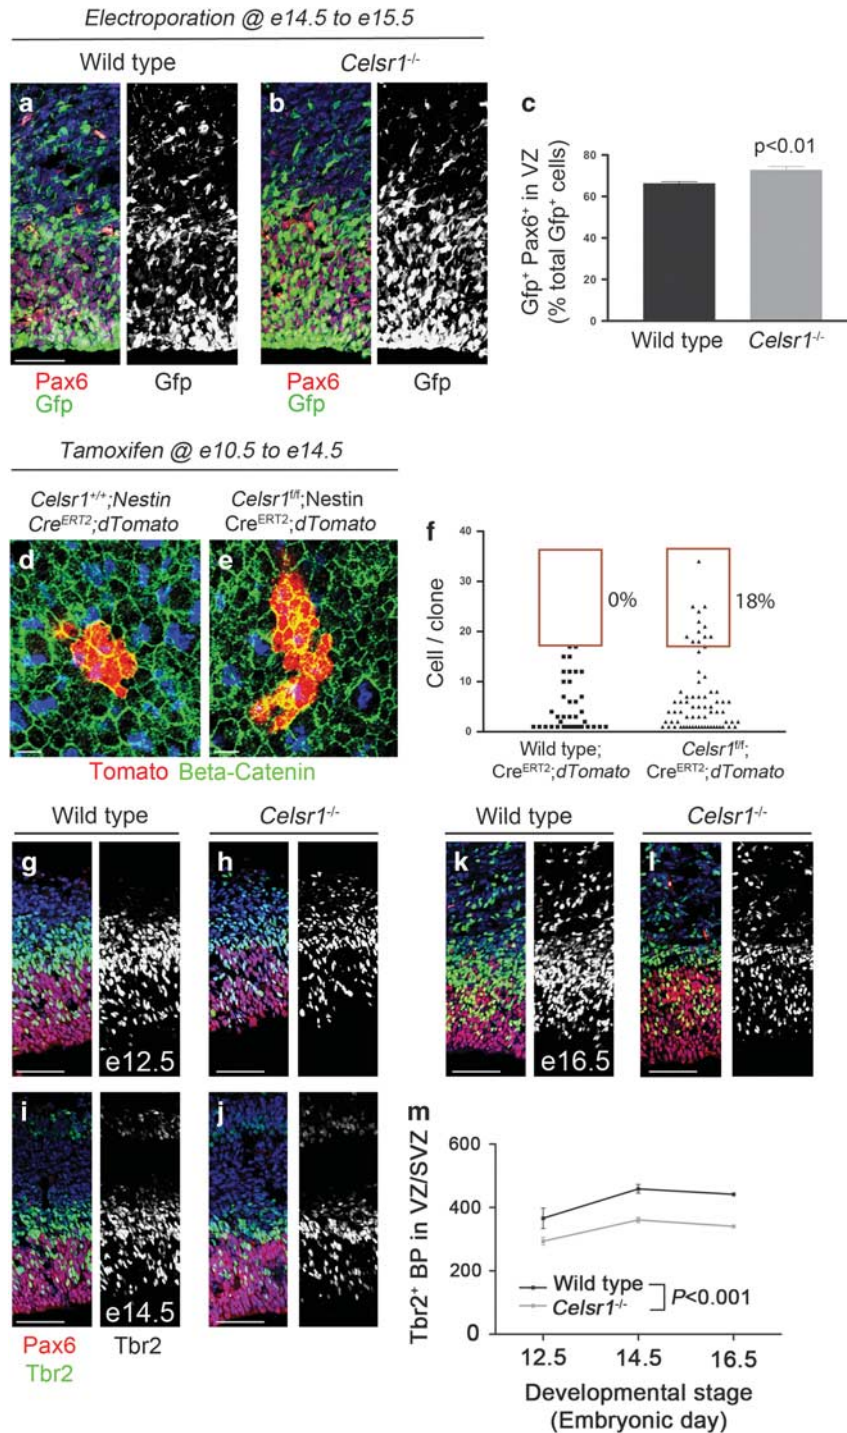 Electroporation @ e14.5 to e15.5
Wild type
Celsr1-/-
a
b
c
p<0.01
80
60
40
20
0
Gfp+ Pax6+ in VZ
(% total Gfp+ cells)
Wild type
Celsr1-/-
Pax6
Gfp
Gfp
Pax6
Gfp
Gfp
Tamoxifen @ e10.5 to e14.5
Celsr1+/+;Nestin
CreERT2;dTomato
Celsr1f/f;Nestin
CreERT2;dTomato
d
e
f
40
30
20
10
0
Cell / clone
0%
18%
Wild type;
CreERT2;dTomato
Celsr1f/f;
CreERT2;dTomato
Tomato Beta-Catenin
Wild type
Celsr1-/-
Wild type
Celsr1-/-
g
h
k
l
e12.5
e16.5
i
j
m
e14.5
Pax6
Tbr2
Tbr2
600
400
200
0
Tbr2+ BP in VZ/SVZ
Wild type
Celsr1-/-
P<0.001
12.5
14.5
16.5
Developmental stage
(Embryonic day)